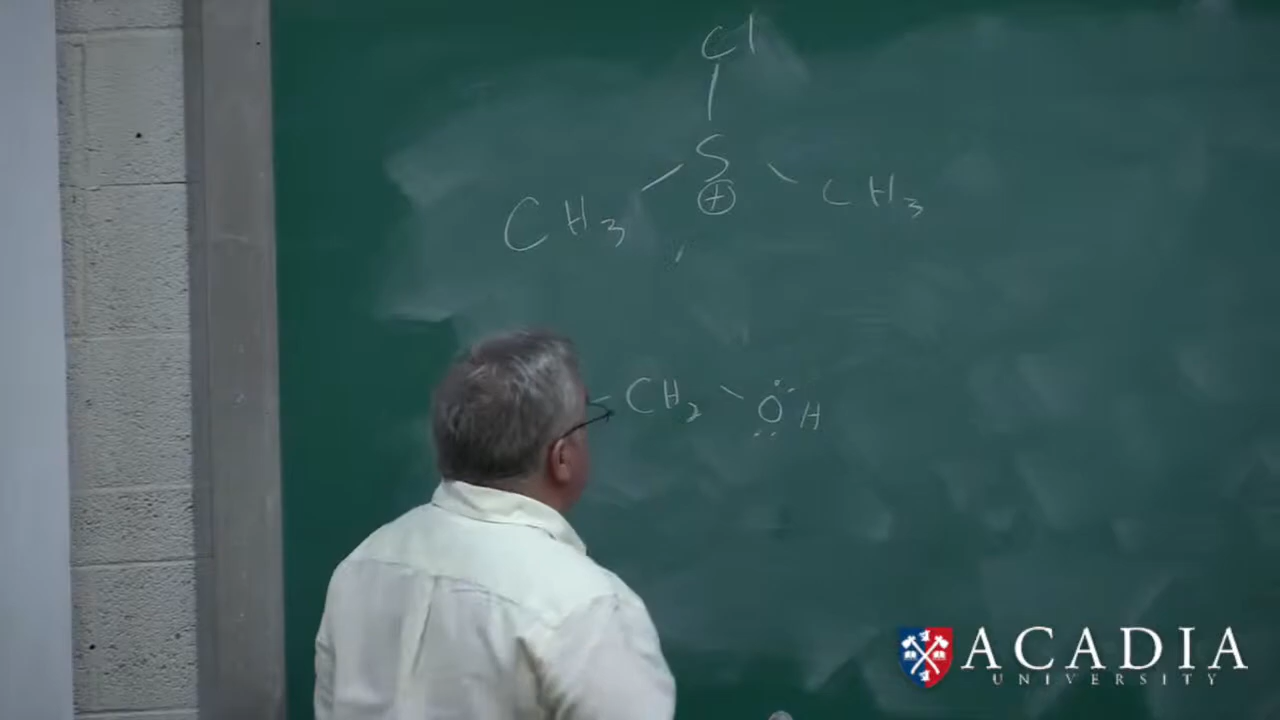 Cl
S
CH3 ⊕ CH3
CH2 ÖH
ACADIA
UNIVERSITY